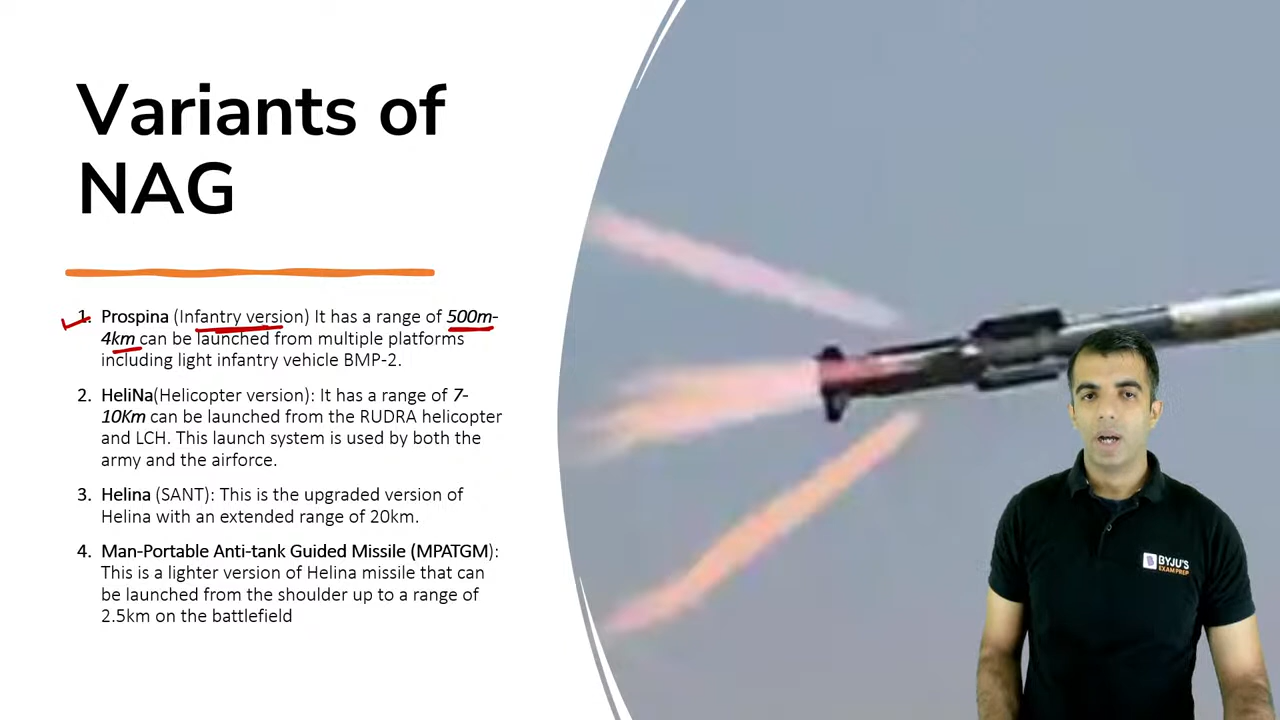 Variants of
NAG
1. Prospina (Infantry version) It has a range of 500m-
4km can be launched from multiple platforms
including light infantry vehicle BMP-2.
2. HeliNa(Helicopter version): It has a range of 7-
10Km can be launched from the RUDRA helicopter
and LCH. This launch system is used by both the
army and the airforce.
3. Helina (SANT): This is the upgraded version of
Helina with an extended range of 20km.
4. Man-Portable Anti-tank Guided Missile (MPATGM):
This is a lighter version of Helina missile that can
be launched from the shoulder up to a range of
2.5km on the battlefield
BYJU'S
EXAM PREP